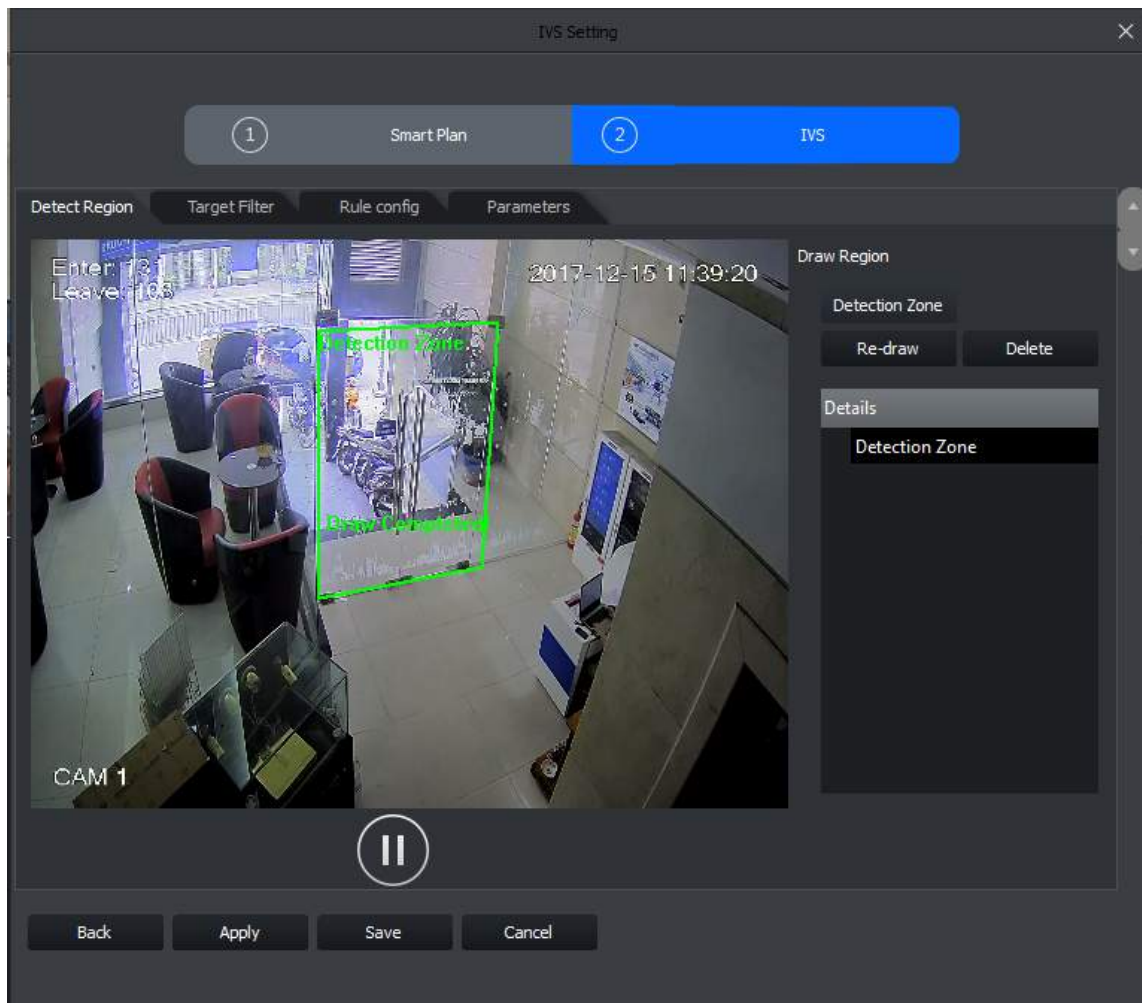 IVS Setting
1 Smart Plan 2 IVS
Detect Region Target Filter Rule config Parameters
Enter: 131
Leave: 103
2017-12-15 11:39:20
Detection Zone
Draw Completed
CAM 1
Draw Region
Detection Zone
Re-draw Delete
Details
Detection Zone
Back Apply Save Cancel